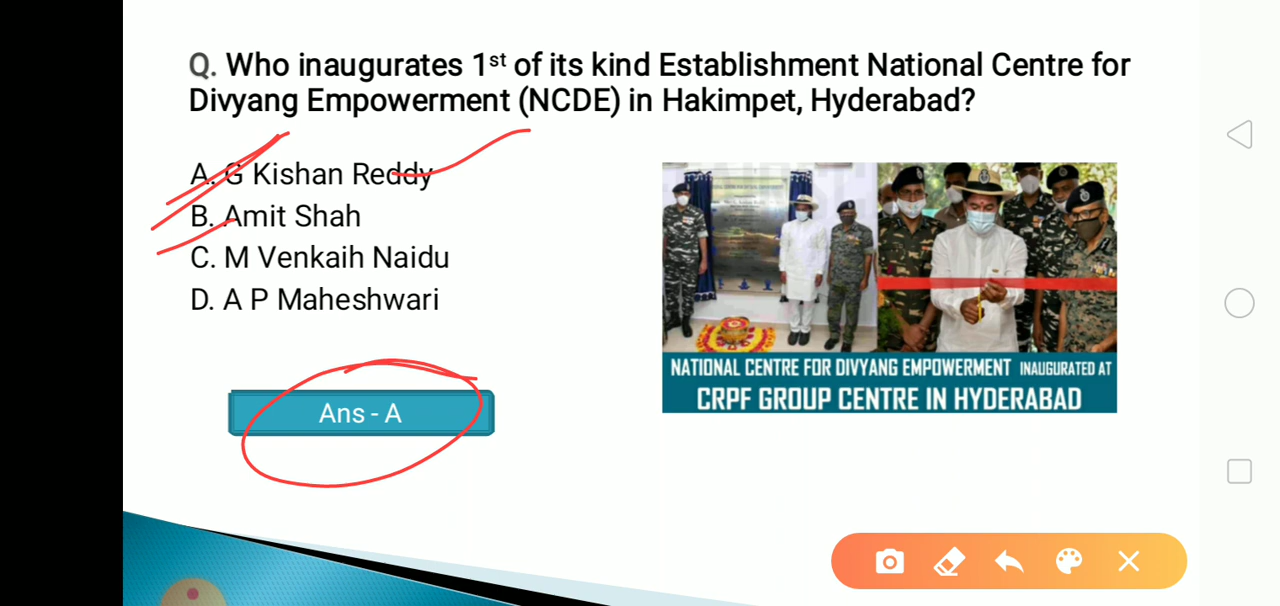 Q. Who inaugurates 1st of its kind Establishment National Centre for
Divyang Empowerment (NCDE) in Hakimpet, Hyderabad?
A. G Kishan Reddy
B. Amit Shah
C. M Venkaih Naidu
D. A P Maheshwari
Ans - A
NATIONAL CENTRE FOR DIVYANG EMPOWERMENT INAUGURATED AT
CRPF GROUP CENTRE IN HYDERABAD